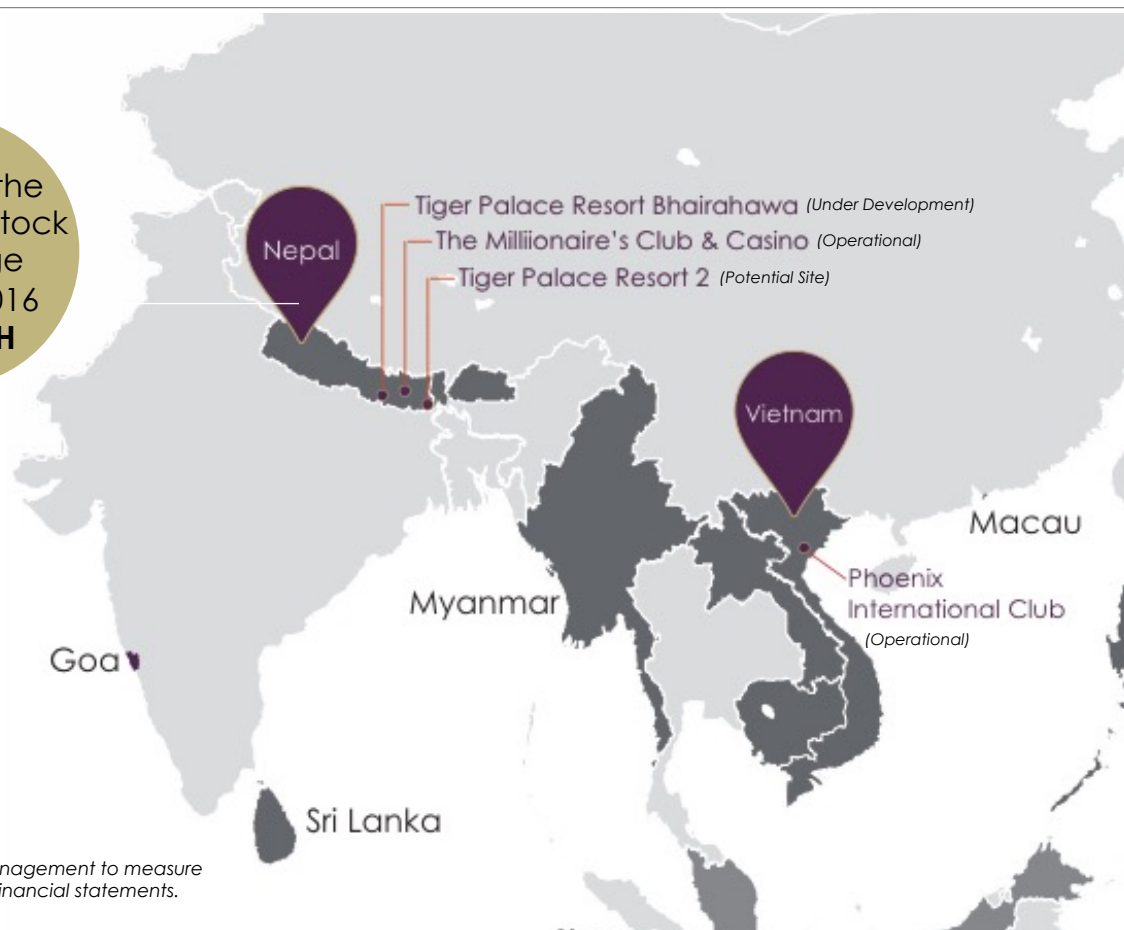 the
tock
ge
016
H
Nepal
Tiger Palace Resort Bhairahawa (Under Development)
The Milliionaire's Club & Casino (Operational)
Tiger Palace Resort 2 (Potential Site)
Vietnam
Macau
Phoenix
International Club
(Operational)
Myanmar
Goa
Sri Lanka
nagement to measure
inancial statements.